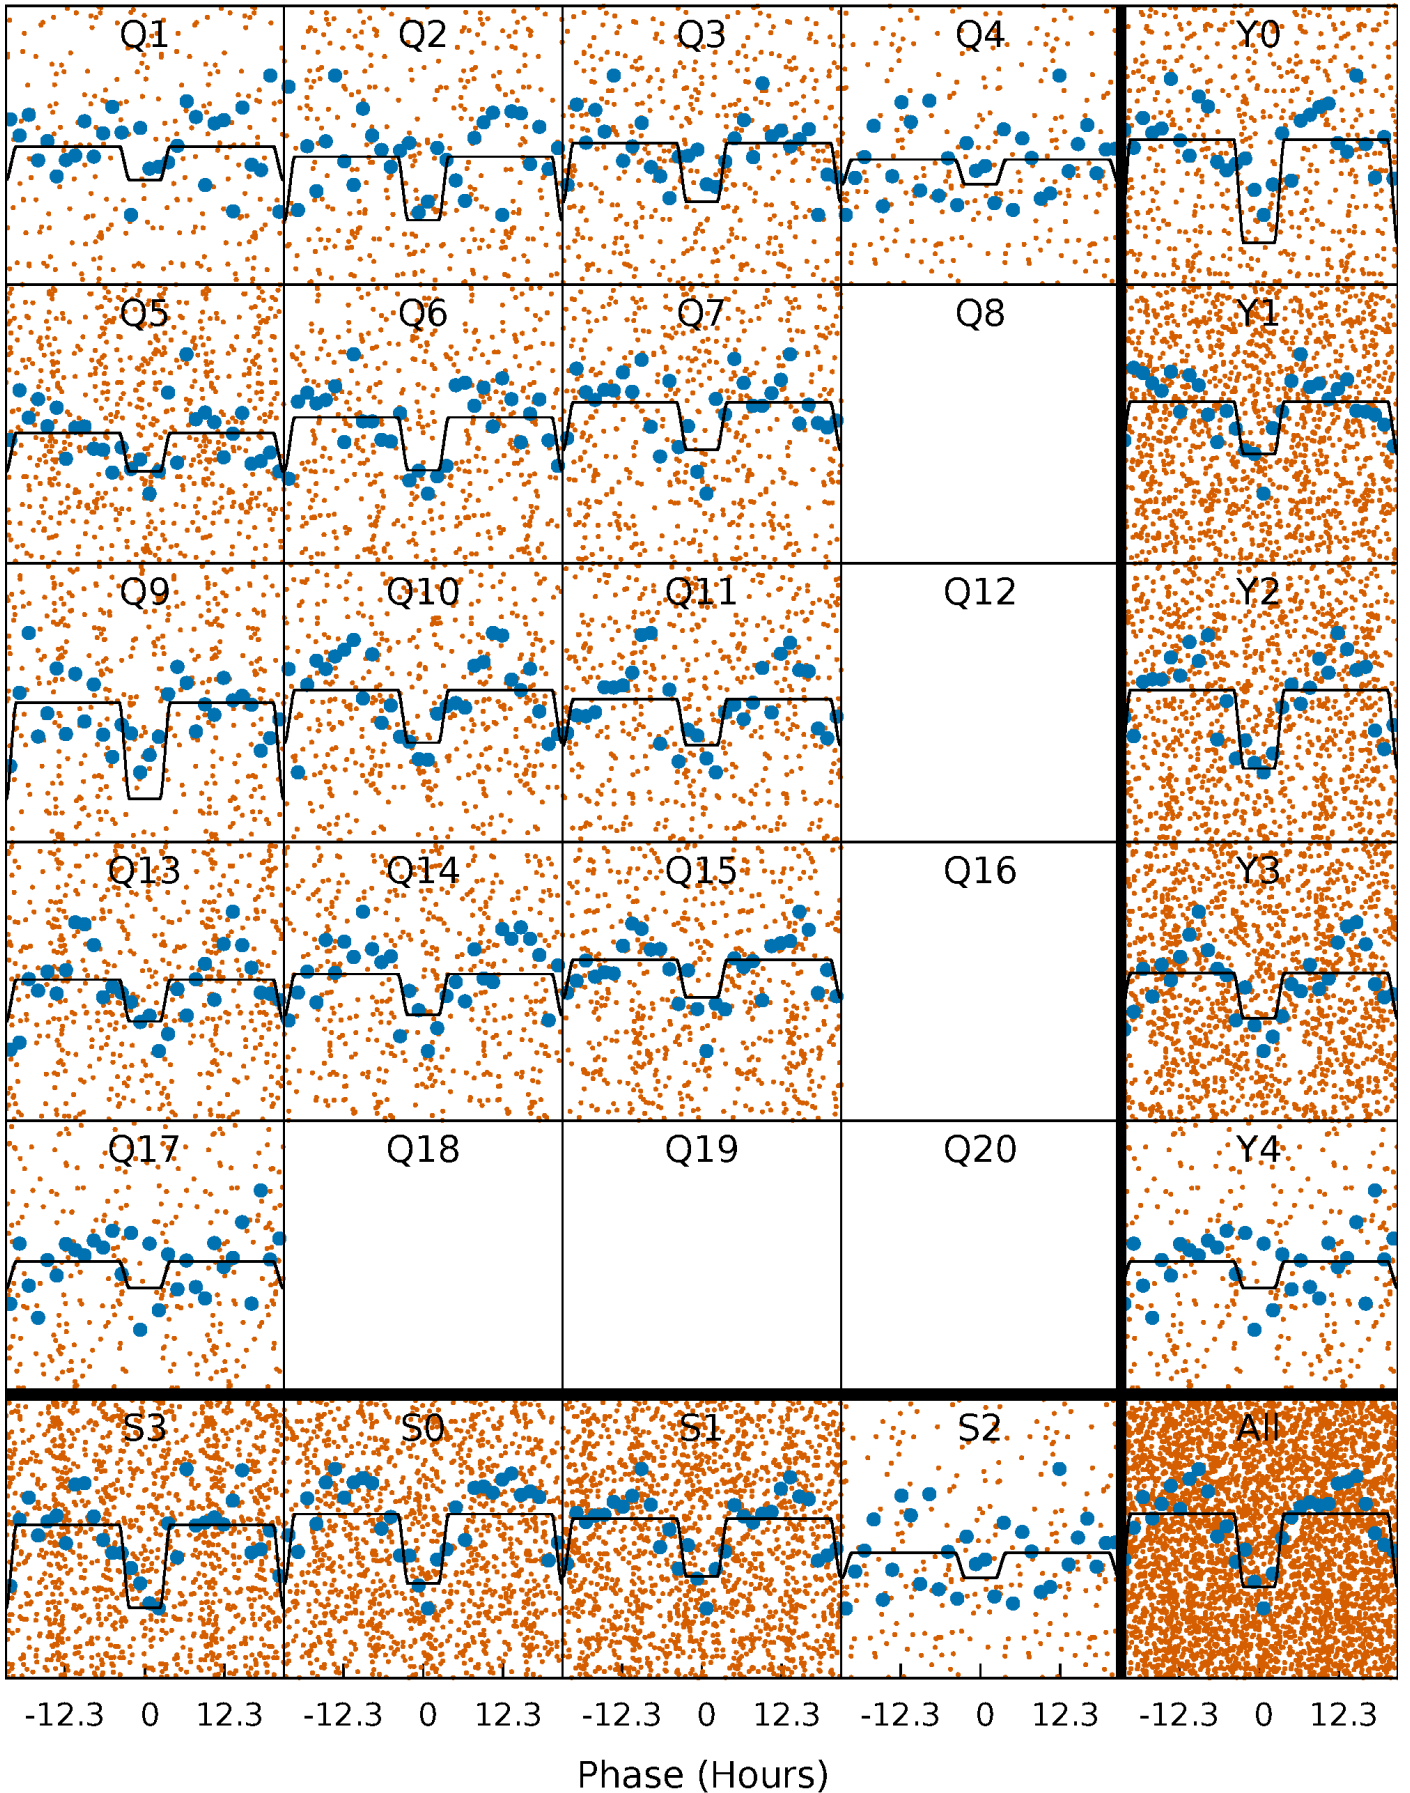 Q1 Q2 Q3 Q4 Y0
Q5 Q6 Q7 Q8 Y1
Q9 Q10 Q11 Q12 Y2
Q13 Q14 Q15 Q16 Y3
Q17 Q18 Q19 Q20 Y4
S3 S0 S1 S2 All
-12.3 0 12.3 -12.3 0 12.3 -12.3 0 12.3 -12.3 0 12.3 -12.3 0 12.3
Phase (Hours)